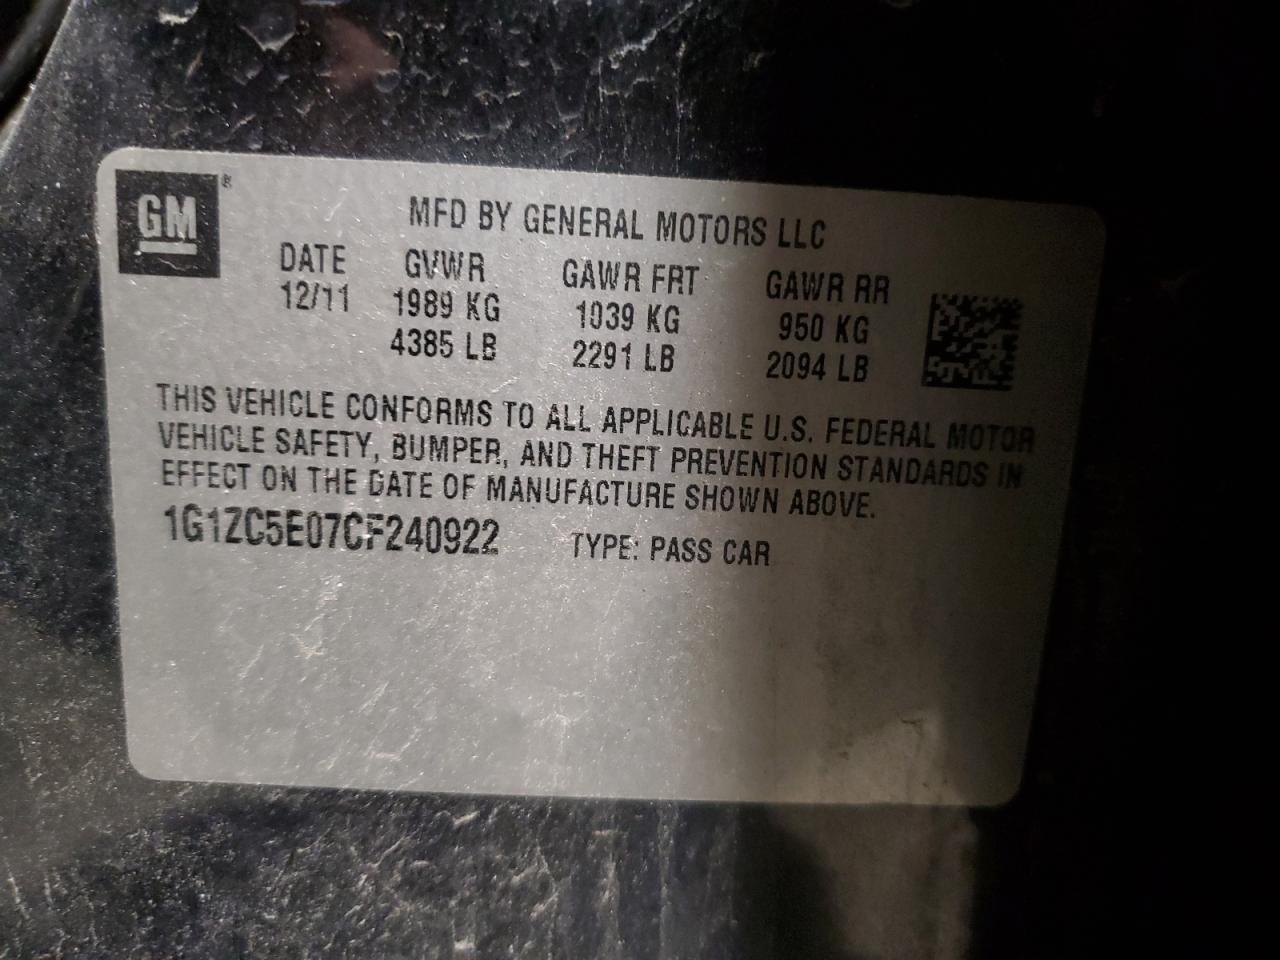 GM®
MFD BY GENERAL MOTORS LLC
DATE GVWR GAWR FRT GAWR RR
12/11 1989 KG 1039 KG 950 KG
4385 LB 2291 LB 2094 LB
THIS VEHICLE CONFORMS TO ALL APPLICABLE U.S. FEDERAL MOTOR
VEHICLE SAFETY, BUMPER, AND THEFT PREVENTION STANDARDS IN
EFFECT ON THE DATE OF MANUFACTURE SHOWN ABOVE.
1G1ZC5E07CF240922 TYPE: PASS CAR